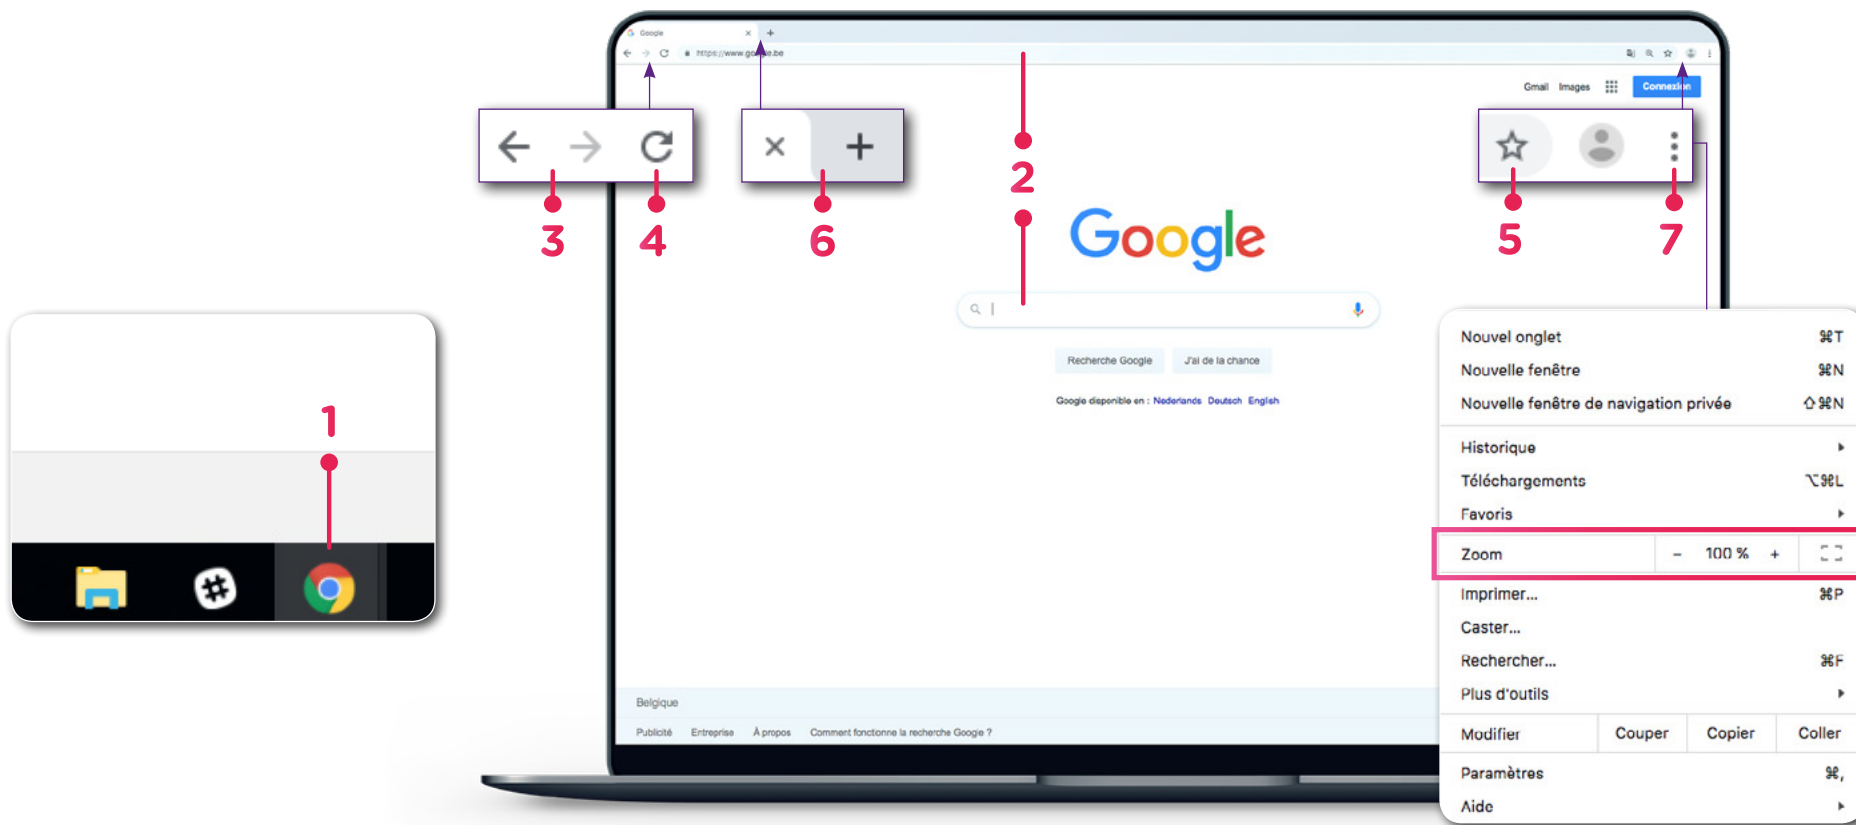 Google
https://www.google.be
Gmail Images Connexion
3
4
6
2
5
7
Google
Recherche Google J'ai de la chance
Google disponible en : Nederlands Deutsch English
1
Nouvel onglet ⌘T
Nouvelle fenêtre ⌘N
Nouvelle fenêtre de navigation privée ⇧⌘N
Historique
Téléchargements ⌥⌘L
Favoris
Zoom - 100 % +
Imprimer... ⌘P
Caster...
Rechercher... ⌘F
Plus d'outils
Modifier Couper Copier Coller
Paramètres ⌘,
Aide
Belgique
Publicité Entreprise À propos Comment fonctionne la recherche Google ?